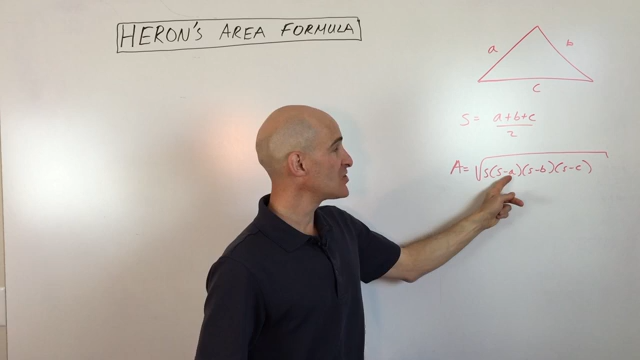 HERON'S AREA FORMULA
a
b
c
S = a+b+c
2
A = √s(s-a)(s-b)(s-c)